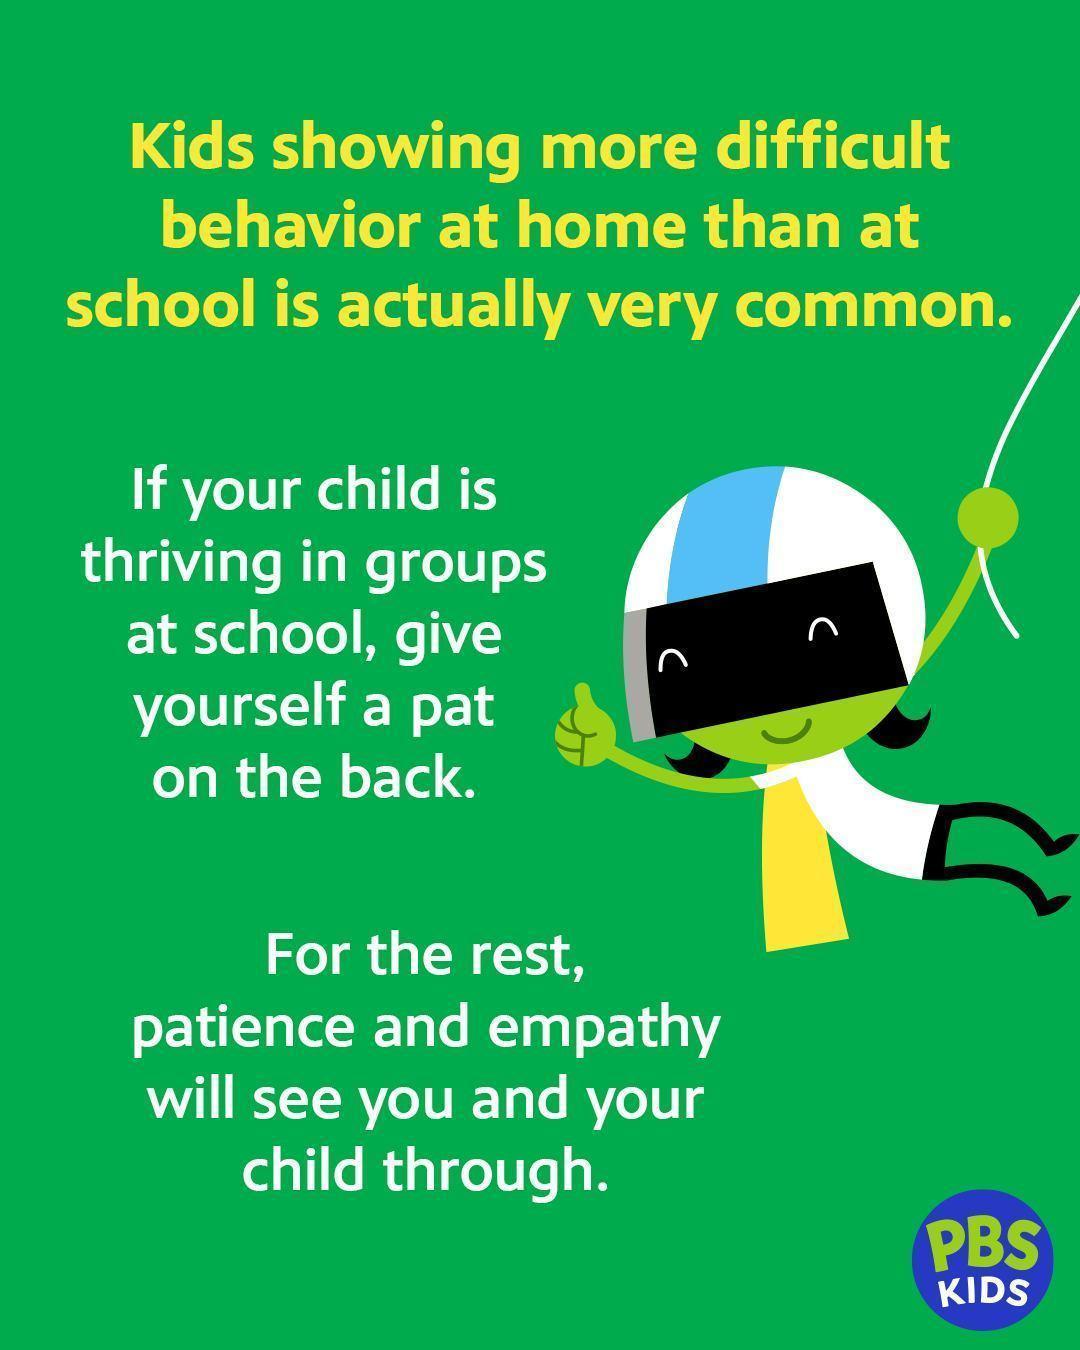 Kids showing more difficult
behavior at home than at
school is actually very common.
If your child is
thriving in groups
at school, give
yourself a pat
on the back.
For the rest,
patience and empathy
will see you and your
child through.
PBS
KIDS